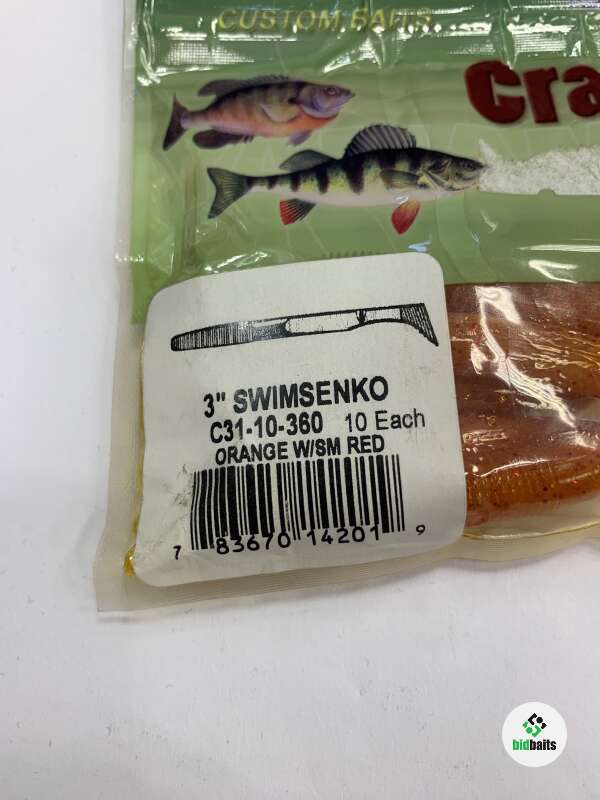 CUSTOM BAITS
Cra
3" SWIMSENKO
C31-10-360 10 Each
ORANGE W/SM RED
7 83670 14201 9
bidbaits